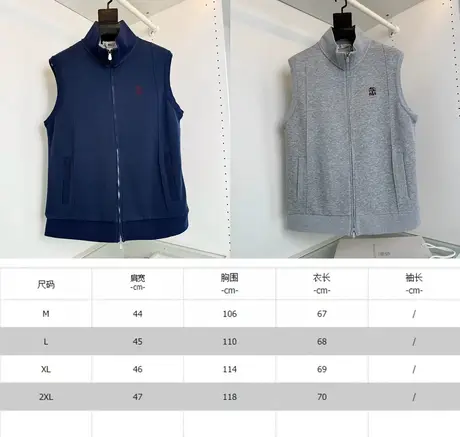 尺码 肩宽 -cm- 胸围 -cm- 衣长 -cm- 袖长 -cm-
M 44 106 67 /
L 45 110 68 /
XL 46 114 69 /
2XL 47 118 70 /